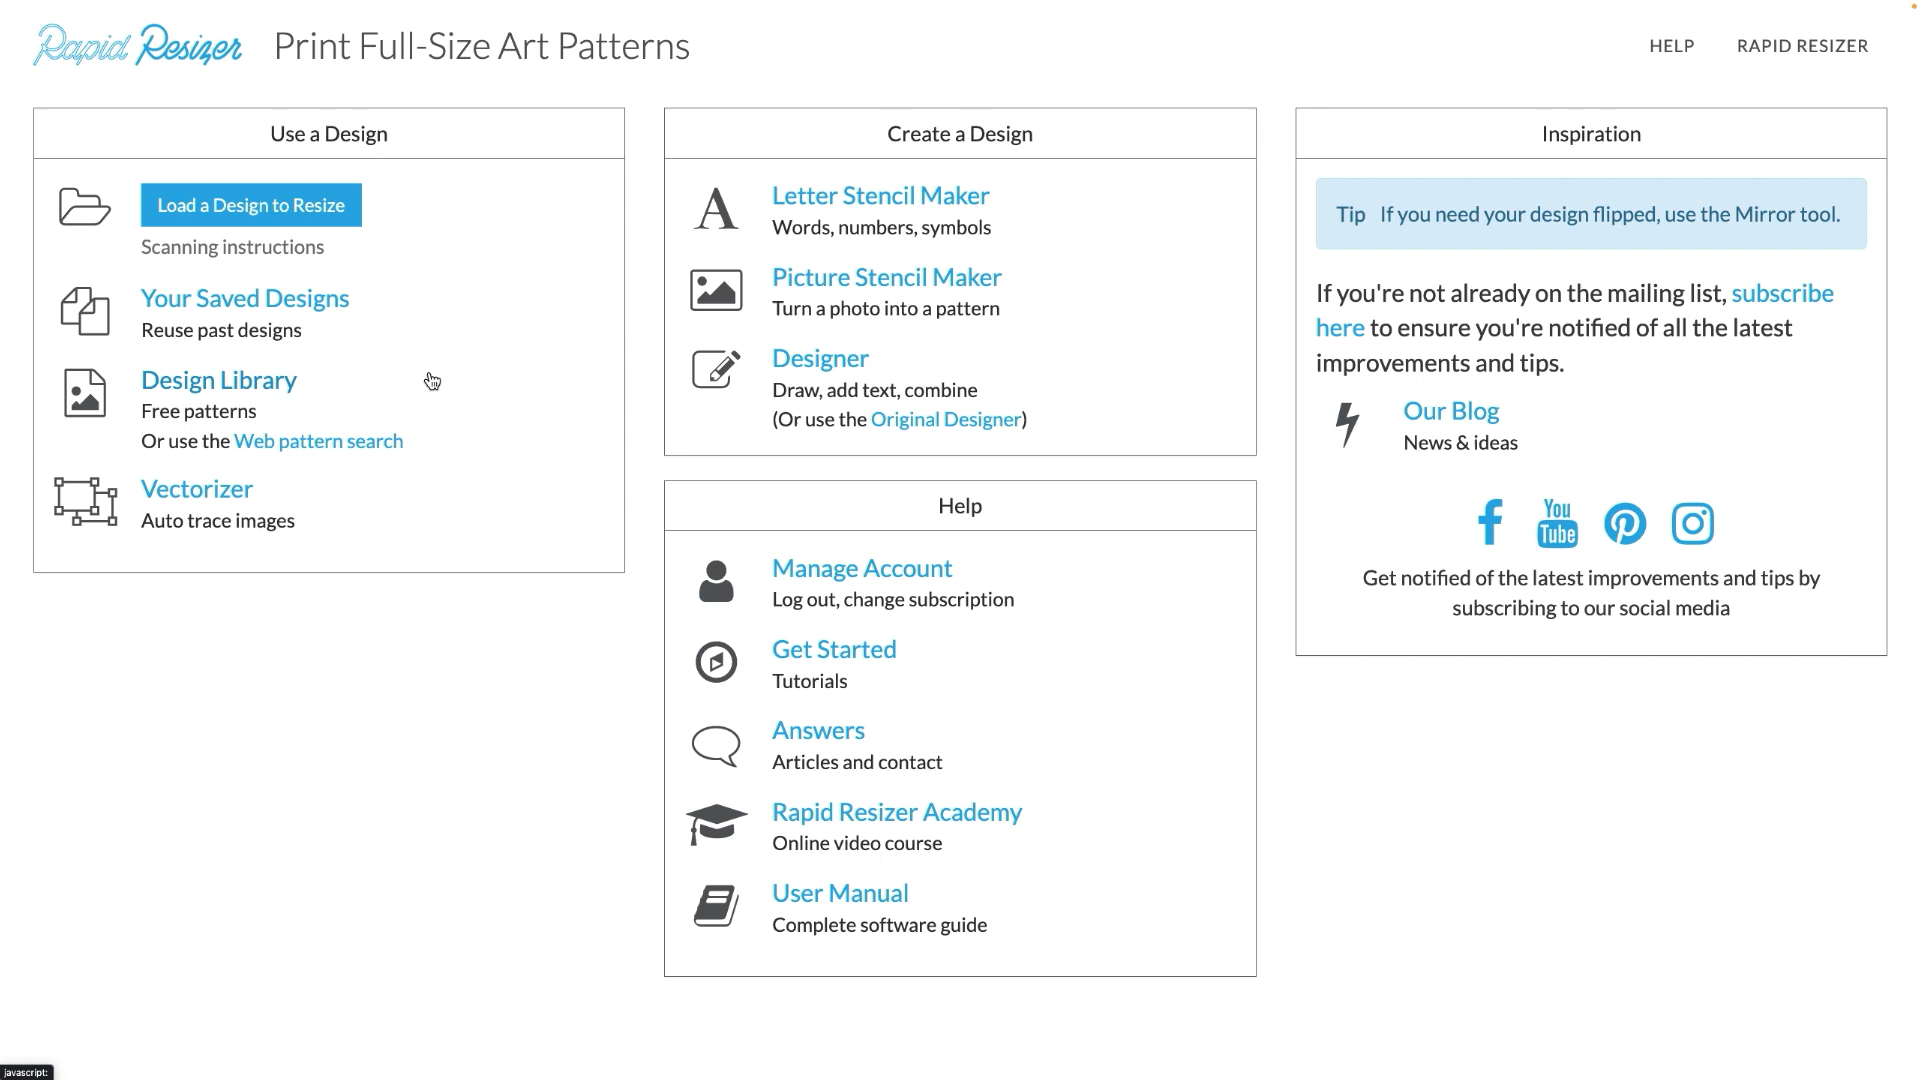 Rapid Resizer Print Full-Size Art Patterns
HELP RAPID RESIZER
Use a Design
Load a Design to Resize
Scanning instructions
Your Saved Designs
Reuse past designs
Design Library
Free patterns
Or use the Web pattern search
Vectorizer
Auto trace images
Create a Design
A Letter Stencil Maker
Words, numbers, symbols
Picture Stencil Maker
Turn a photo into a pattern
Designer
Draw, add text, combine
(Or use the Original Designer)
Help
Manage Account
Log out, change subscription
Get Started
Tutorials
Answers
Articles and contact
Rapid Resizer Academy
Online video course
User Manual
Complete software guide
Inspiration
Tip If you need your design flipped, use the Mirror tool.
If you're not already on the mailing list, subscribe
here to ensure you're notified of all the latest
improvements and tips.
Our Blog
News & ideas
You
Tube
Get notified of the latest improvements and tips by
subscribing to our social media
javascript: